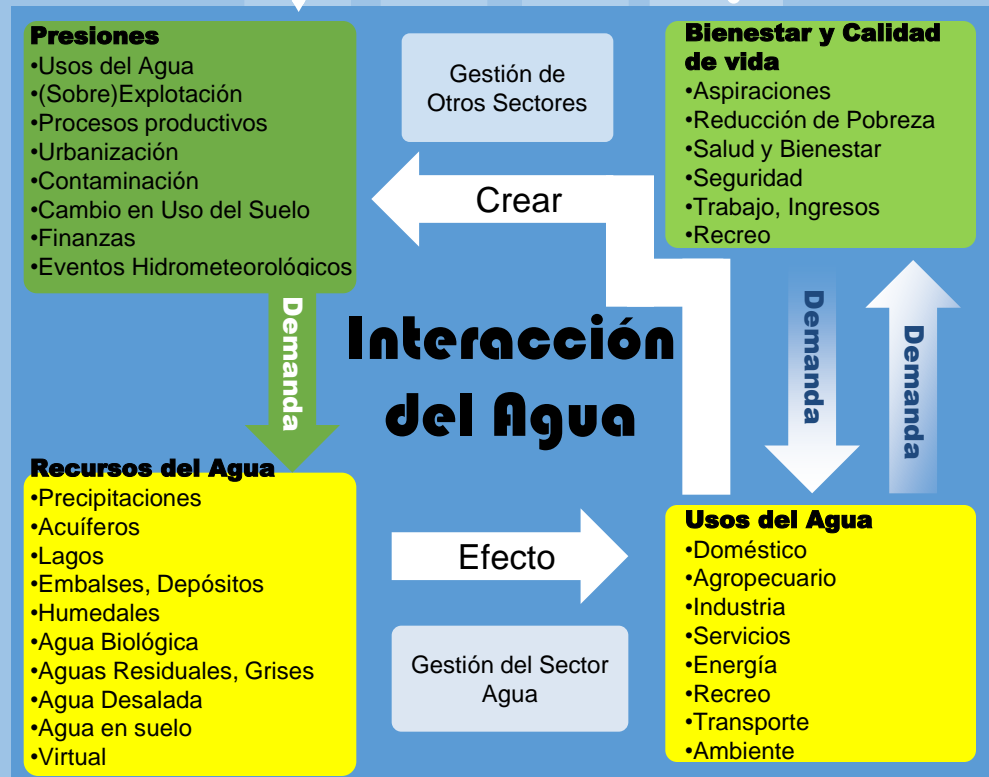 Presiones
•Usos del Agua
•(Sobre)Explotación
•Procesos productivos
•Urbanización
•Contaminación
•Cambio en Uso del Suelo
•Finanzas
•Eventos Hidrometeorológicos
Gestión de
Otros Sectores
Bienestar y Calidad
de vida
•Aspiraciones
•Reducción de Pobreza
•Salud y Bienestar
•Seguridad
•Trabajo, Ingresos
•Recreo
Crear
Demanda
Interacción
del Agua
Demanda
Demanda
Recursos del Agua
•Precipitaciones
•Acuíferos
•Lagos
•Embalses, Depósitos
•Humedales
•Agua Biológica
•Aguas Residuales, Grises
•Agua Desalada
•Agua en suelo
•Virtual
Efecto
Gestión del Sector
Agua
Usos del Agua
•Doméstico
•Agropecuario
•Industria
•Servicios
•Energía
•Recreo
•Transporte
•Ambiente